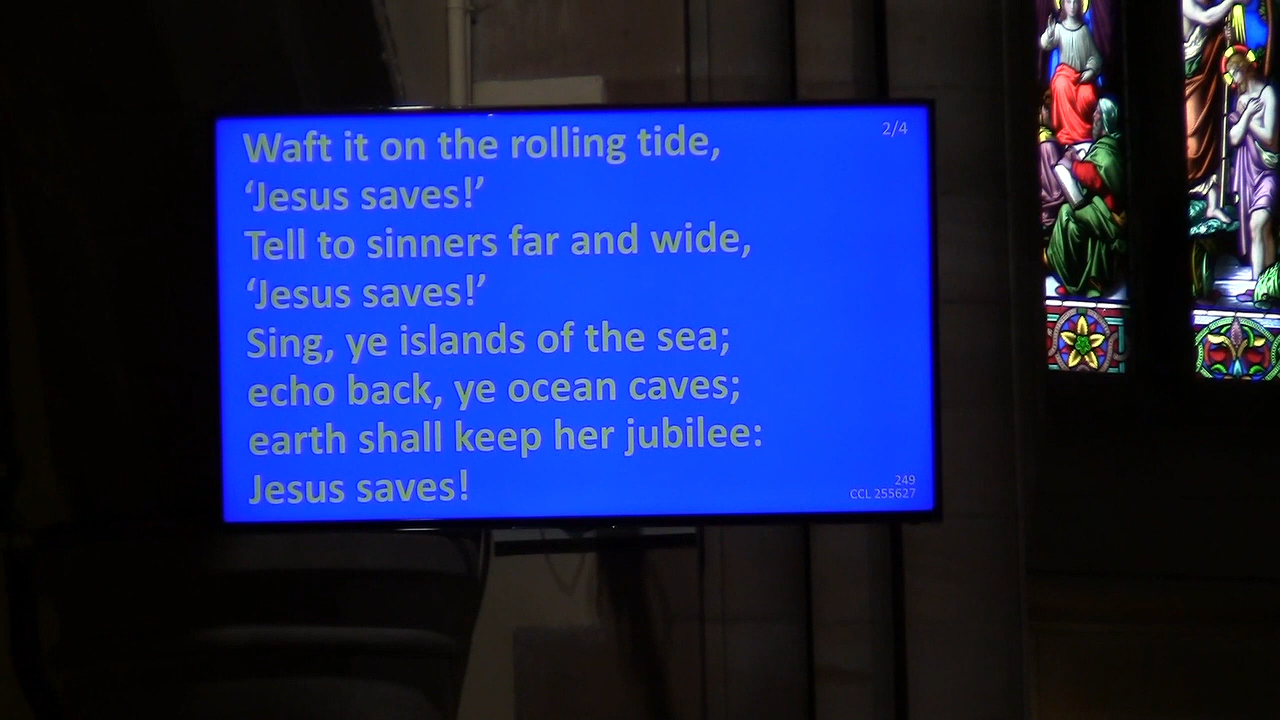 2/4
Waft it on the rolling tide,
‘Jesus saves!’
Tell to sinners far and wide,
‘Jesus saves!’
Sing, ye islands of the sea;
echo back, ye ocean caves;
earth shall keep her jubilee:
Jesus saves!
249
CCL 255627